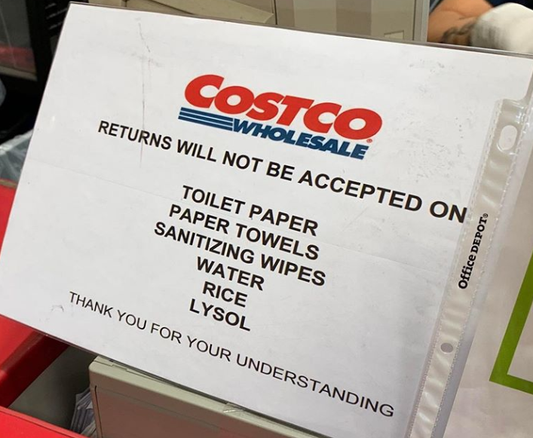 COSTCO
WHOLESALE
RETURNS WILL NOT BE ACCEPTED ON
TOILET PAPER
PAPER TOWELS
SANITIZING WIPES
WATER
RICE
LYSOL
THANK YOU FOR YOUR UNDERSTANDING
Office DEPOT®